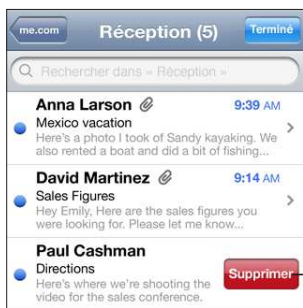 me.com Réception (5) Terminé
Rechercher dans « Réception »
Anna Larson 9:39 AM
Mexico vacation
Here's a photo I took of Sandy kayaking. We
also rented a boat and did a bit of fishing...
David Martinez 9:14 AM
Sales Figures
Hey Emily, Here are the sales figures you
were looking for. Please let me know...
Paul Cashman
Directions
Here's where we're shooting the
video for the sales conference.
Supprimer